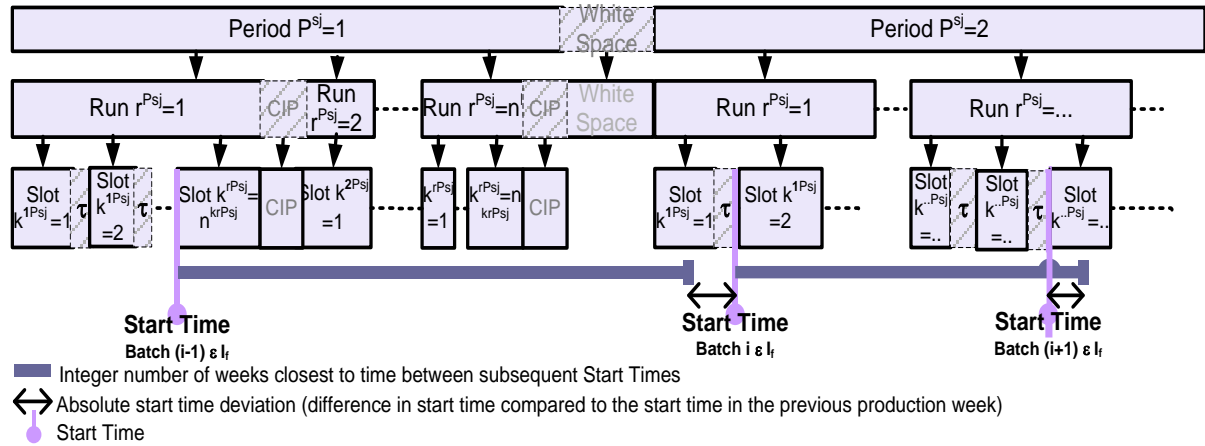 Period P^sj=1
White
Space
Period P^sj=2
Run r^Psj=1
CIP
Run
r^Psj=2
Run r^Psj=n
CIP
White
Space
Run r^Psj=1
Run r^Psj=...
Slot
k^1Psj=1
τ
Slot
k^1Psj
=2
τ
Slot k^rPsj=
n^krPsj
CIP
Slot k^2Psj
=1
k^rPsj
=1
k^rPsj=n
krPsj
CIP
Slot
k^1Psj=1
τ
Slot k^1Psj
=2
Slot
k^..Psj
=..
τ
Slot
k^..Psj
=..
τ
Slot
k^..Psj=..
Start Time
Batch (i-1) ε I_f
Start Time
Batch i ε I_f
Start Time
Batch (i+1) ε I_f
Integer number of weeks closest to time between subsequent Start Times
Absolute start time deviation (difference in start time compared to the start time in the previous production week)
Start Time